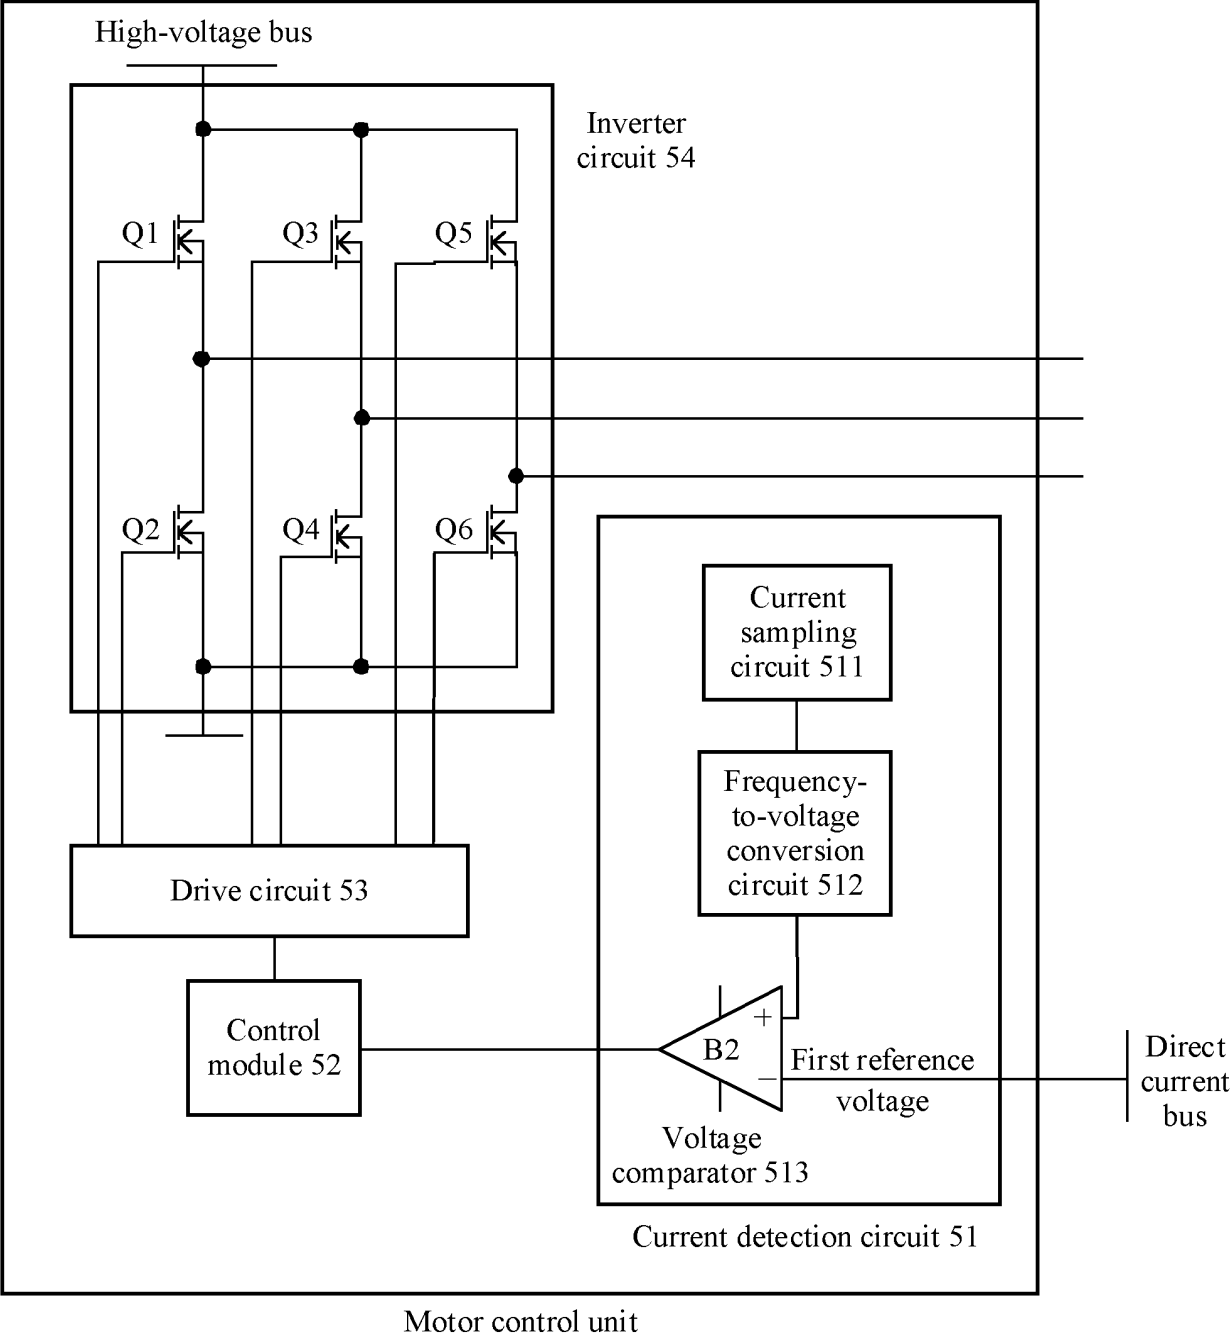 High-voltage bus
Inverter
circuit 54
Q1
Q3
Q5
Q2
Q4
Q6
Current
sampling
circuit 511
Frequency-
to-voltage
conversion
circuit 512
Drive circuit 53
Control
module 52
+
B2
−
First reference
voltage
Direct
current
bus
Voltage
comparator 513
Current detection circuit 51
Motor control unit